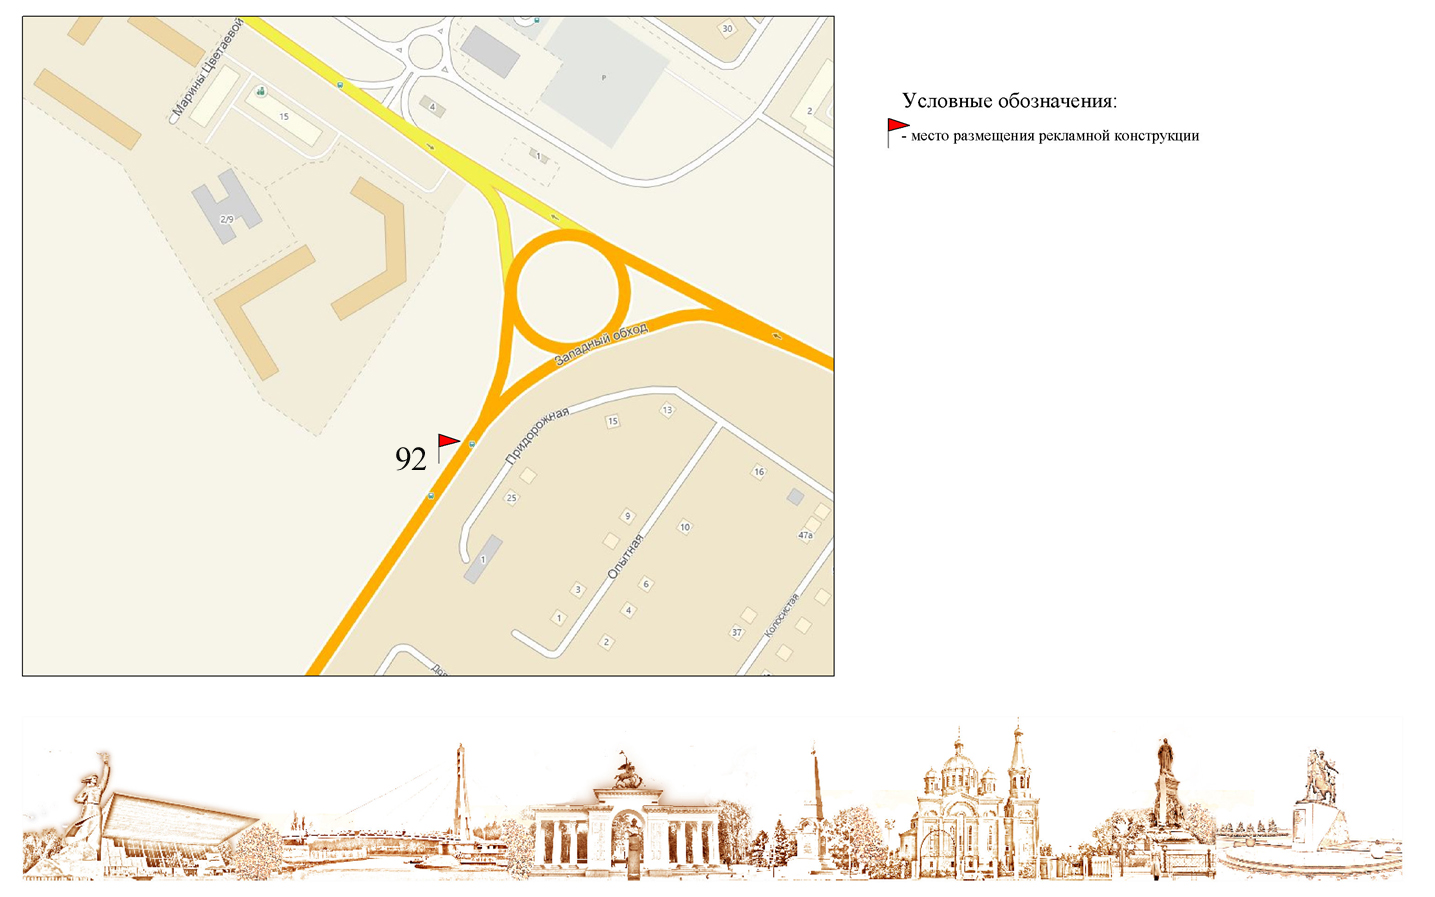 Марины Цветаевой
30
P
4
2
15
1
2/9
Западный обход
Придорожная
13
15
92
16
25
9
10
47а
Опытная
1
3
6
4
1
2
Колосистая
37
Дол
Условные обозначения:
- место размещения рекламной конструкции